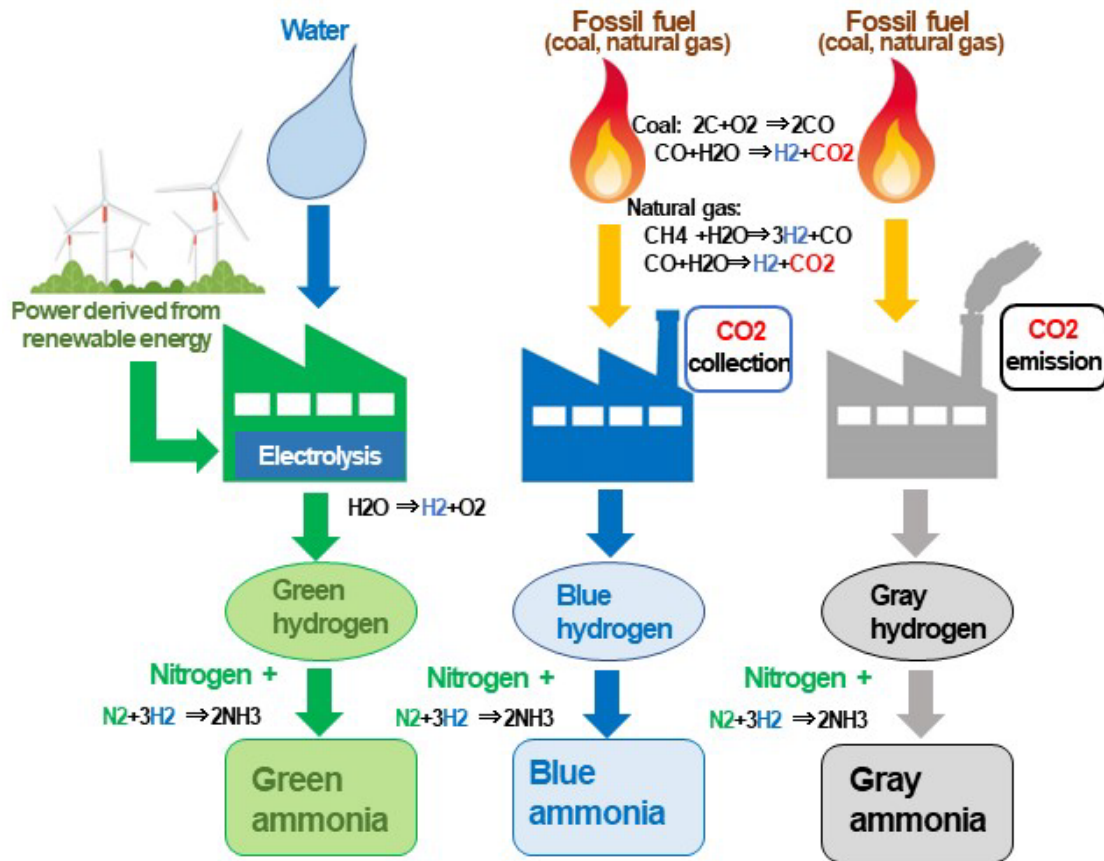 Water
Fossil fuel
(coal, natural gas)
Fossil fuel
(coal, natural gas)
Coal: 2C+O2 ⇒2CO
CO+H2O ⇒H2+CO2
Natural gas:
CH4 +H2O⇒3H2+CO
CO+H2O⇒H2+CO2
Power derived from
renewable energy
CO2
collection
CO2
emission
Electrolysis
H2O ⇒H2+O2
Green
hydrogen
Blue
hydrogen
Gray
hydrogen
Nitrogen +
N2+3H2 ⇒2NH3
Nitrogen +
N2+3H2 ⇒2NH3
Nitrogen +
N2+3H2 ⇒2NH3
Green
ammonia
Blue
ammonia
Gray
ammonia